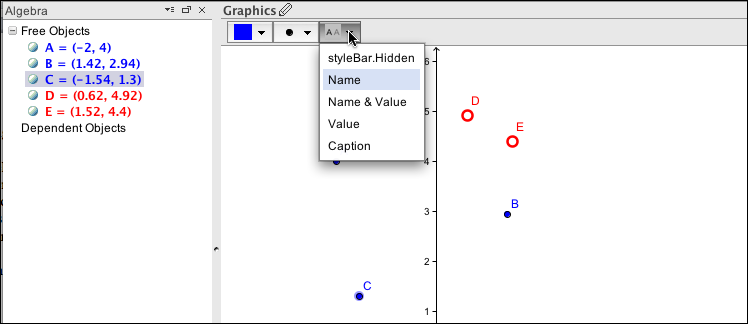 Algebra
Free Objects
A = (-2, 4)
B = (1.42, 2.94)
C = (-1.54, 1.3)
D = (0.62, 4.92)
E = (1.52, 4.4)
Dependent Objects
Graphics
A A
styleBar.Hidden
Name
Name & Value
Value
Caption
6
5
4
3
2
1
D
E
B
C